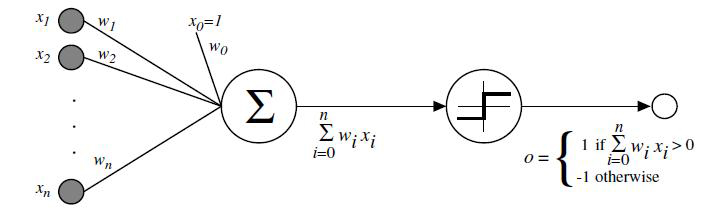 x1 w1
x2 w2
.
.
.
xn wn
x0=1
w0
Σ
n
Σ wi xi
i=0
o = { 1 if n Σ i=0 wi xi > 0
-1 otherwise